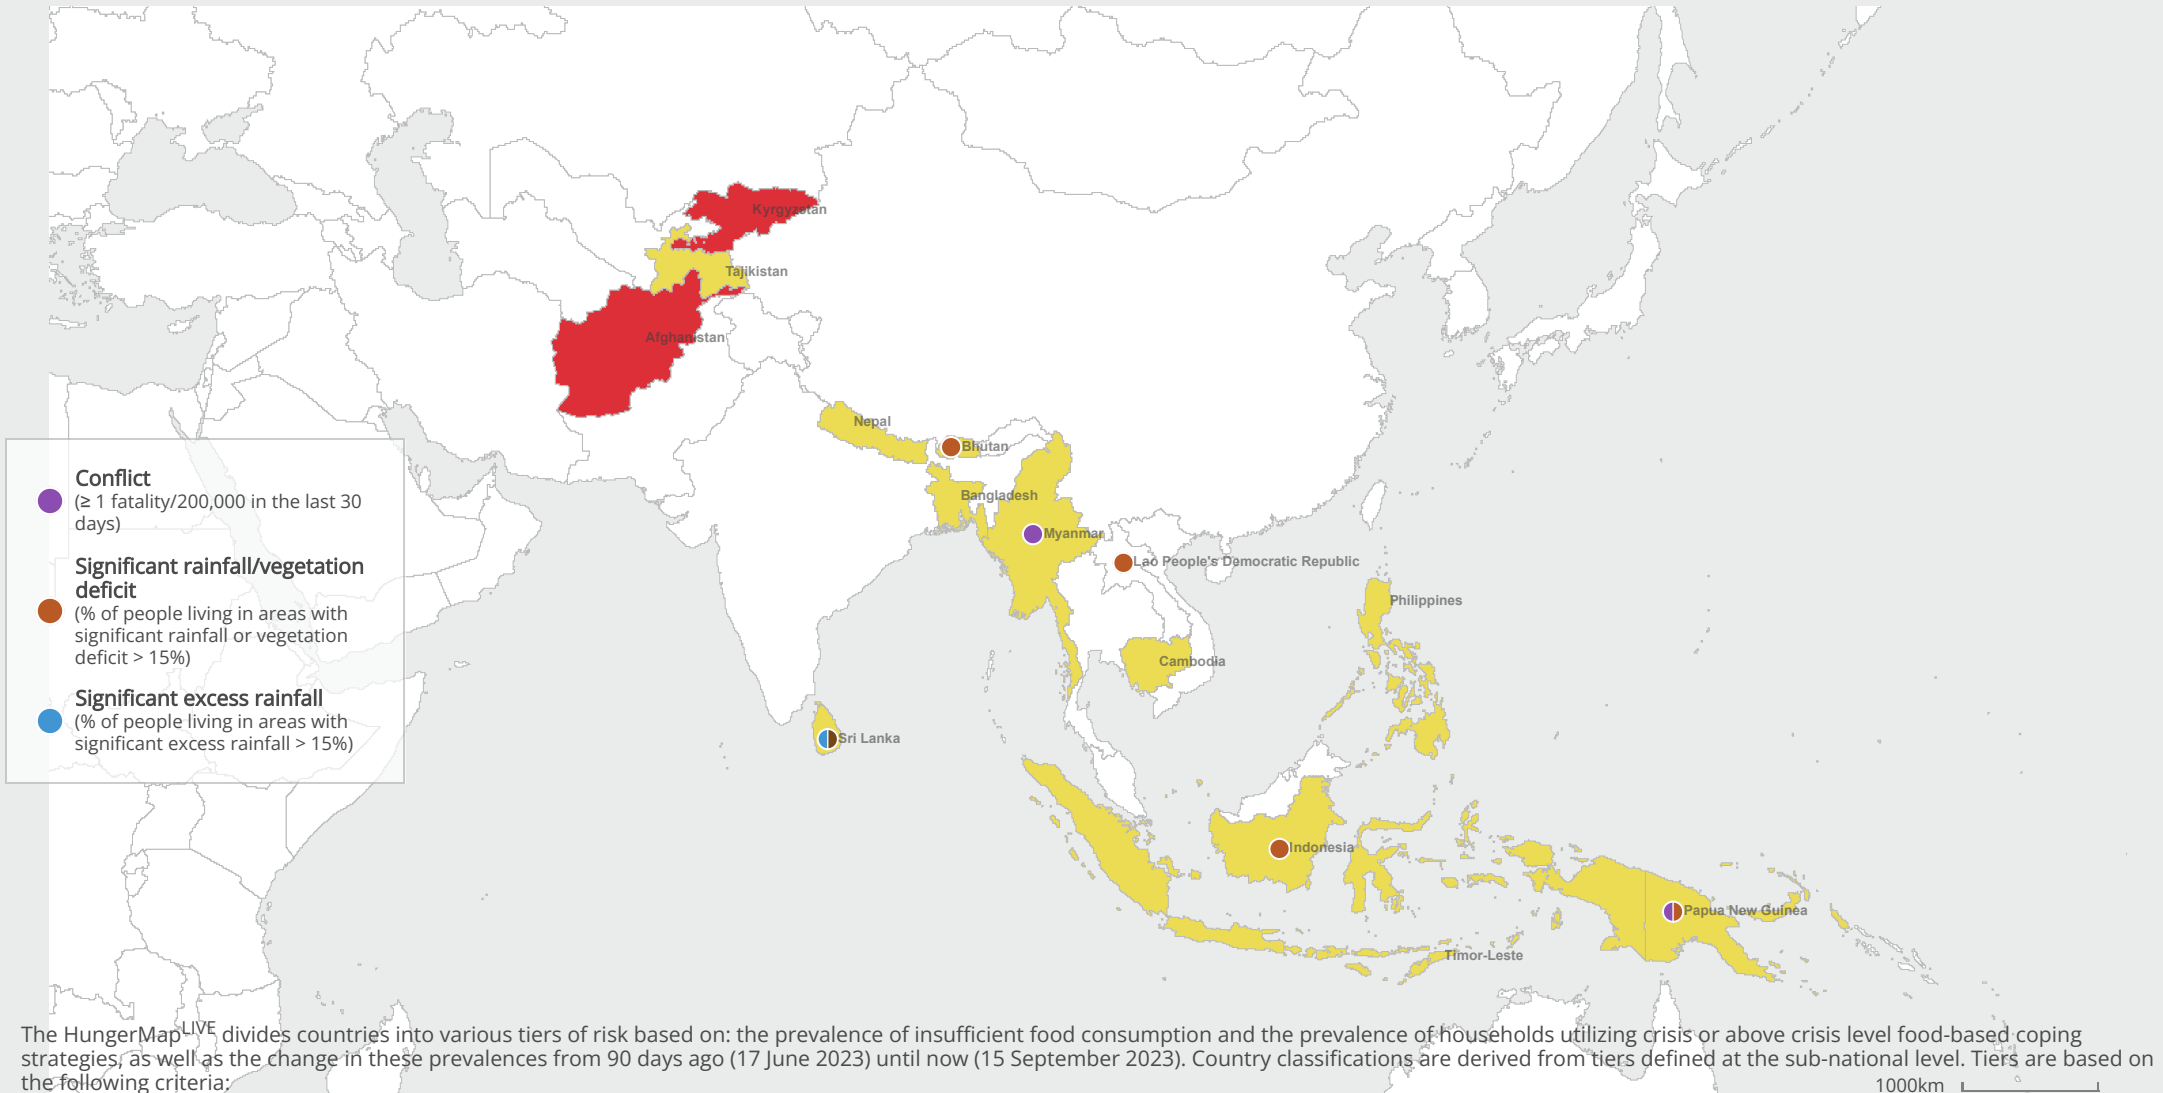 Kyrgyzstan
Tajikistan
Afghanistan
Nepal
Bhutan
Bangladesh
Myanmar
Lao People's Democratic Republic
Philippines
Cambodia
Sri Lanka
Indonesia
Papua New Guinea
Timor-Leste
Conflict
(≥ 1 fatality/200,000 in the last 30
days)
Significant rainfall/vegetation
deficit
(% of people living in areas with
significant rainfall or vegetation
deficit > 15%)
Significant excess rainfall
(% of people living in areas with
significant excess rainfall > 15%)
The HungerMapLIVE divides countries into various tiers of risk based on: the prevalence of insufficient food consumption and the prevalence of households utilizing crisis or above crisis level food-based coping
strategies, as well as the change in these prevalences from 90 days ago (17 June 2023) until now (15 September 2023). Country classifications are derived from tiers defined at the sub-national level. Tiers are based on
the following criteria:
1000km